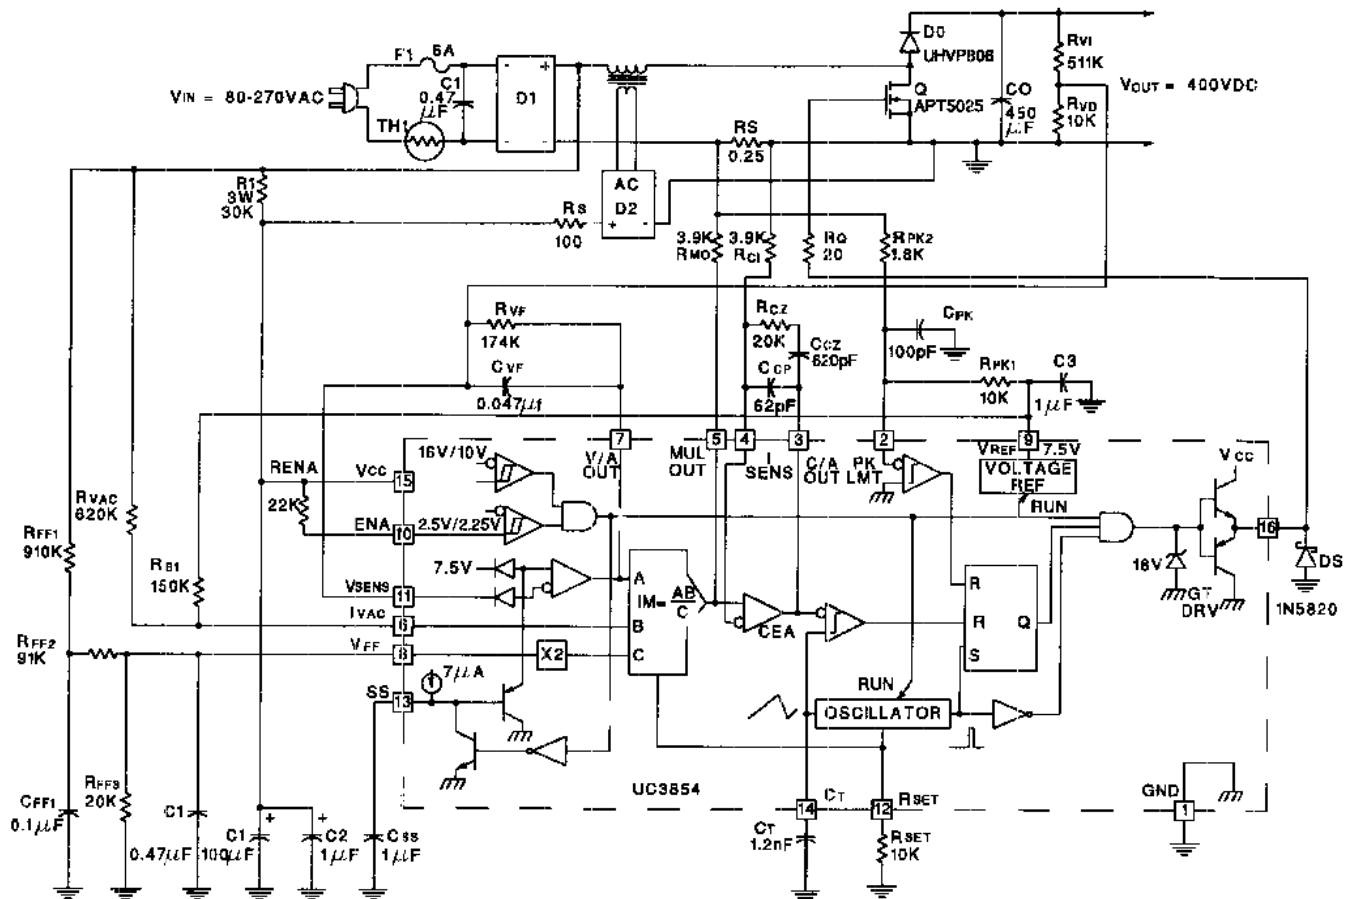 VIN = 80-270VAC
F1
6A
C1
0.47
µF
TH1
D1
D0
UHVP806
Q
APT5025
CO
450
µF
RVI
511K
RVD
10K
VOUT = 400VDC
RS
0.25
R1
3W
30K
RS
100
AC
D2
+
-
3.9K
RMO
3.9K
RCI
RQ
20
RPK2
1.8K
RVF
174K
CVF
0.047µf
RCZ
20K
CCZ
620pF
CCP
62pF
CPK
100pF
RPK1
10K
C3
1µF
7
5
4
3
2
9
V/A
OUT
MUL
OUT
I
SENS
C/A
OUT
PK
LMT
VREF
7.5V
VOLTAGE
REF
RUN
VCC
RENA
22K
VCC
15
16V/10V
ENA
10
2.5V/2.25V
RVAC
620K
RFF1
910K
RB1
150K
VSENS
11
7.5V
IVAC
6
VFF
8
X2
A
B
C
IM= AB
C
CEA
R
R
S
Q
16
18V
GT
DRV
DS
1N5820
RFF2
91K
SS
13
7µA
RUN
OSCILLATOR
UC3854
CFF1
0.1µF
RFF3
20K
C1
0.47µF
C1
100µF
+
C2
1µF
+
CSS
1µF
14
CT
12
RSET
CT
1.2nF
RSET
10K
GND
1